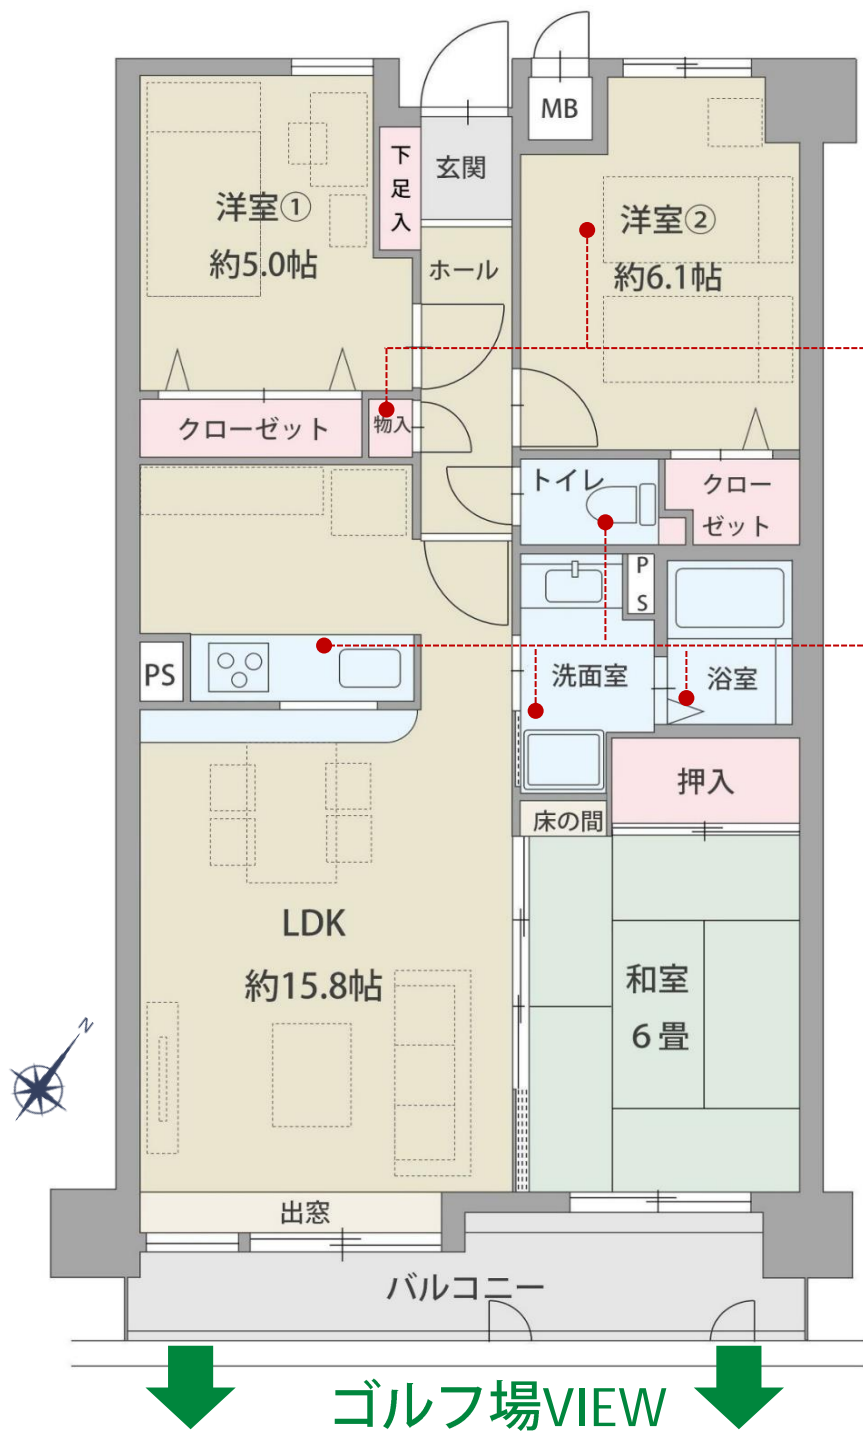 MB
下足入
玄関
洋室①
約5.0帖
洋室②
約6.1帖
ホール
クローゼット
物入
トイレ
クロー
ゼット
PS
PS
洗面室
浴室
押入
床の間
LDK
約15.8帖
和室
6畳
N
出窓
バルコニー
ゴルフ場VIEW